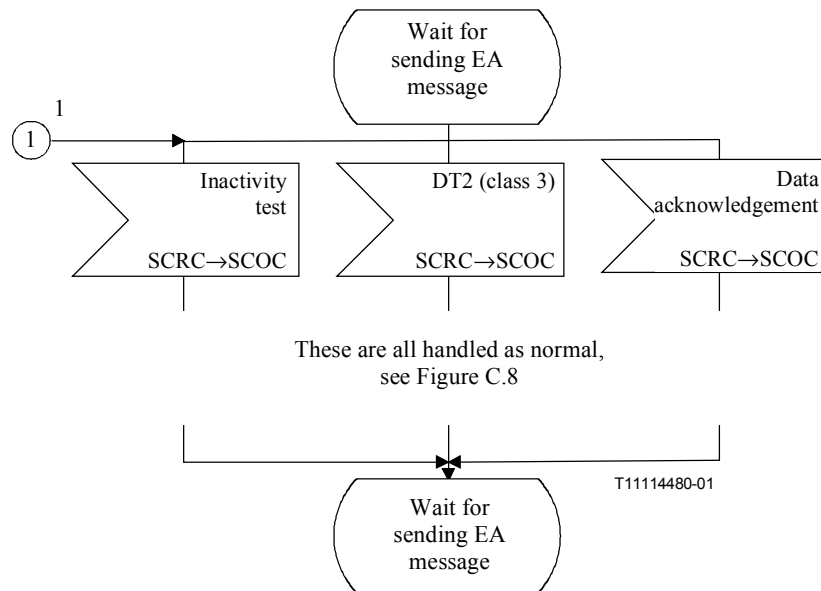 Wait for
sending EA
message
1
1
Inactivity
test
SCRC→SCOC
DT2 (class 3)
SCRC→SCOC
Data
acknowledgement
SCRC→SCOC
These are all handled as normal,
see Figure C.8
T11114480-01
Wait for
sending EA
message